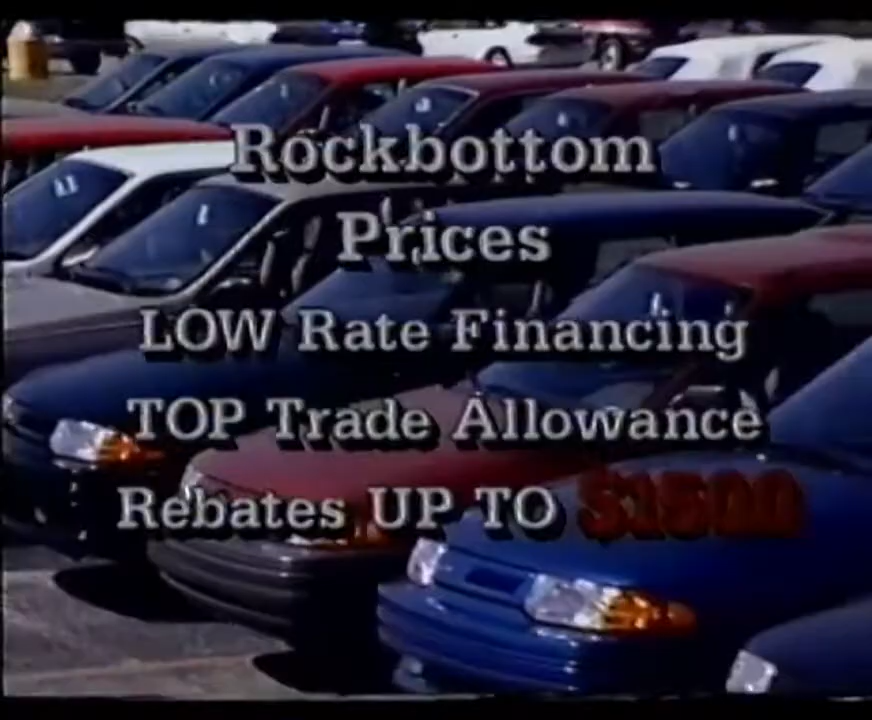 Rockbottom
Prices
LOW Rate Financing
TOP Trade Allowance
Rebates UP TO $1500